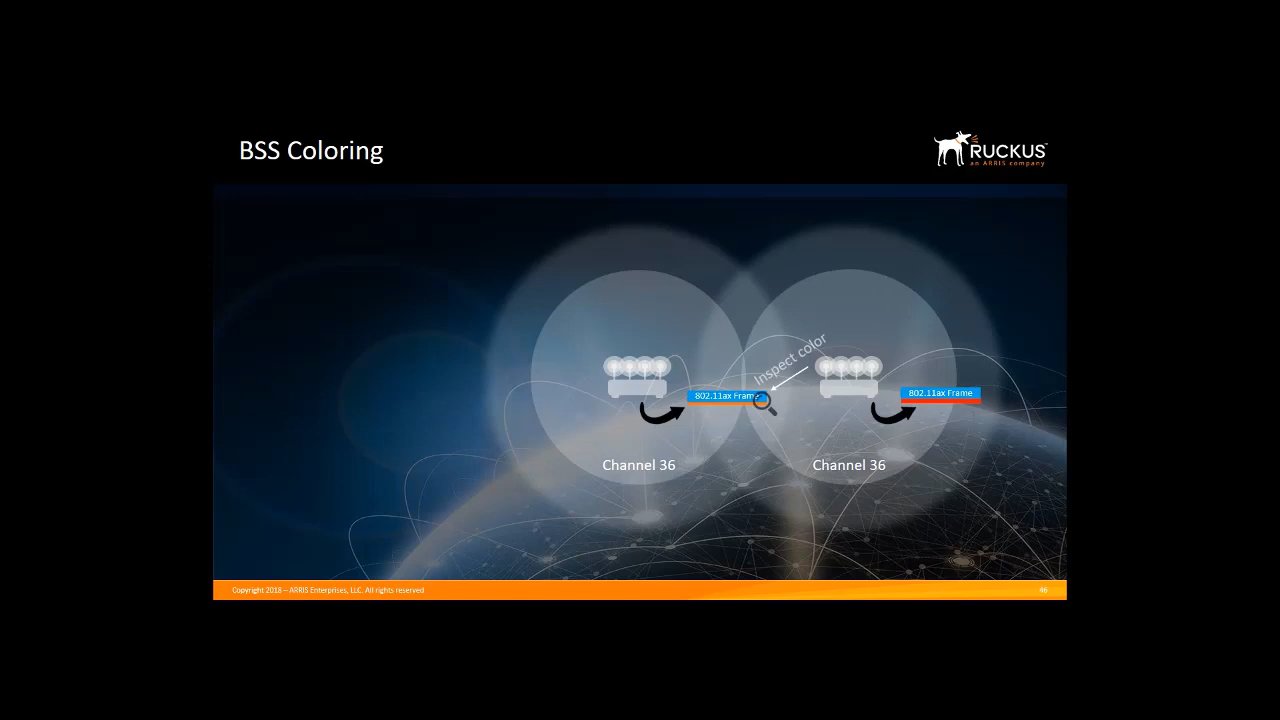 BSS Coloring
RUCKUS
an ARRIS company
Inspect color
802.11ax Frame
802.11ax Frame
Channel 36
Channel 36
Copyright 2018 – ARRIS Enterprises, LLC. All rights reserved
46